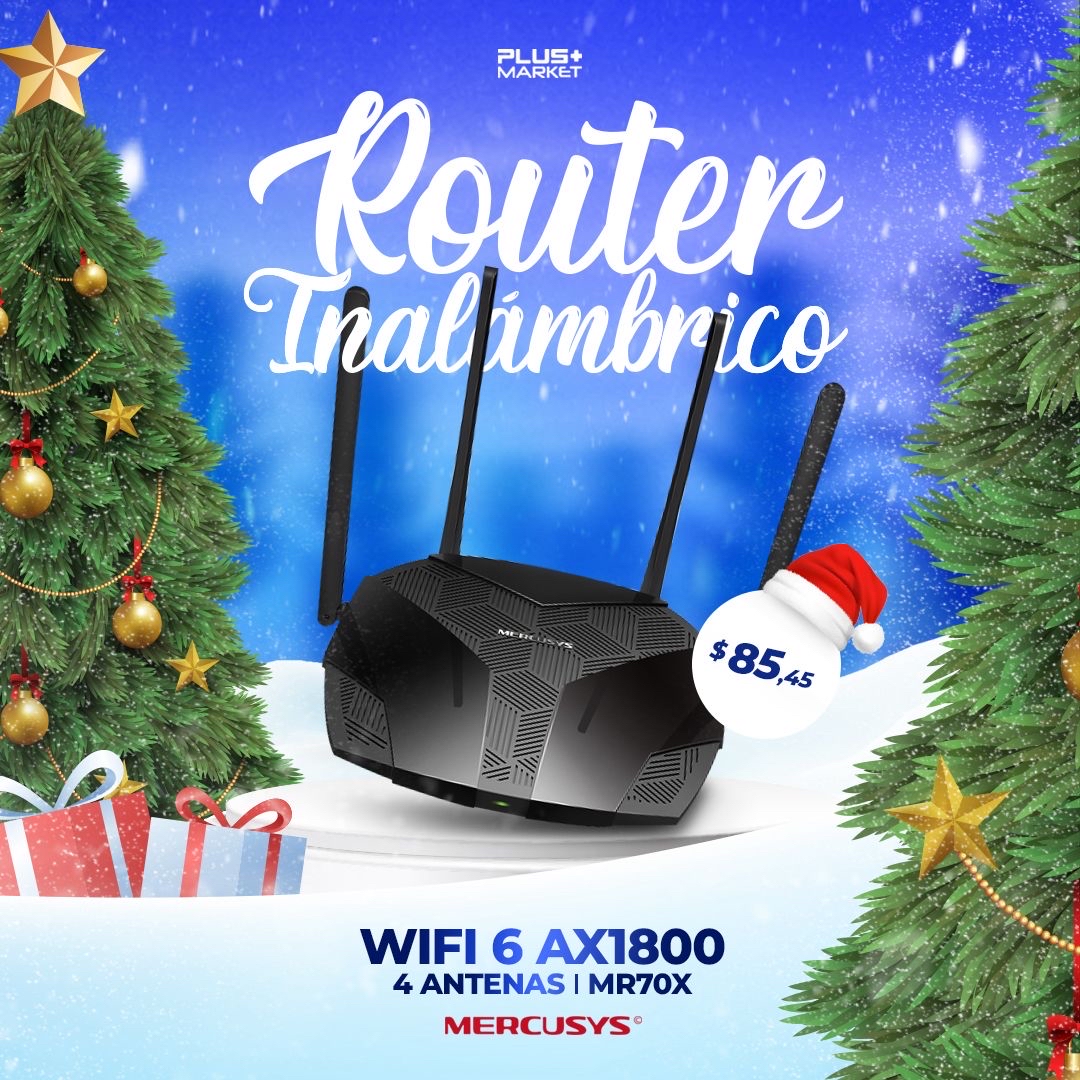 PLUS+
MARKET
Router
Inalámbrico
MERCUSYS
$ 85,45
WIFI 6 AX1800
4 ANTENAS | MR70X
MERCUSYS©